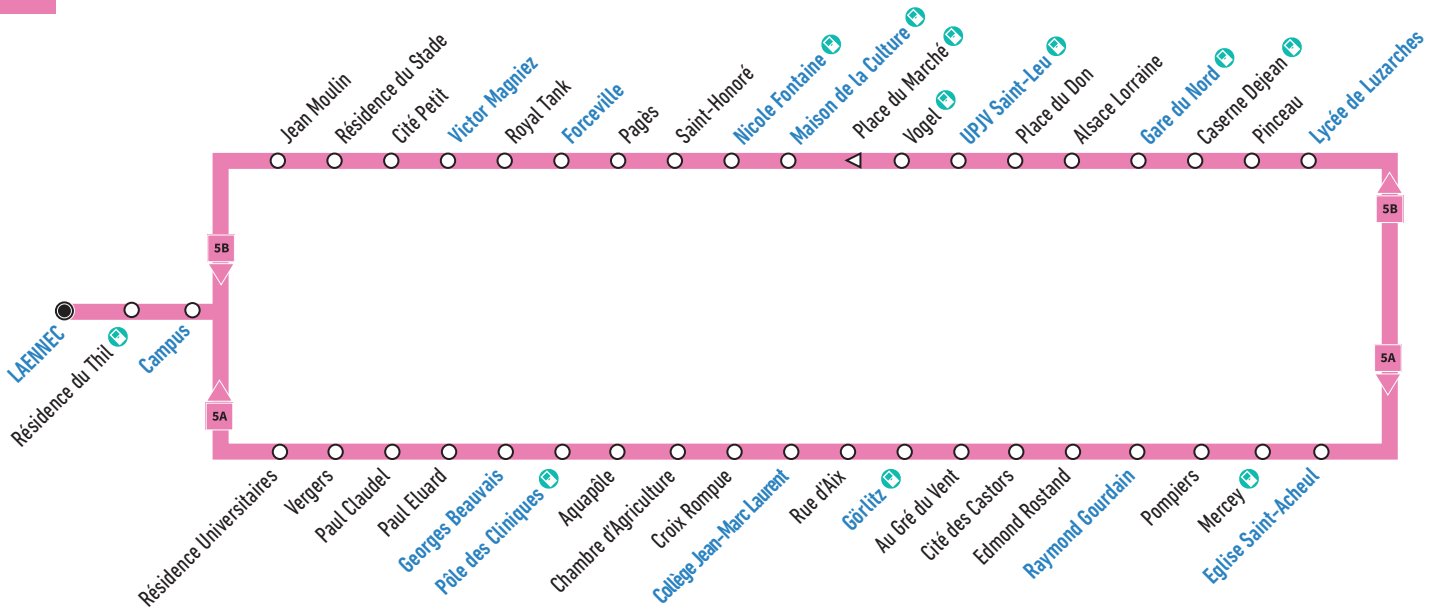 Jean Moulin
Résidence du Stade
Cité Petit
Victor Magniez
Royal Tank
Forceville
Pagès
Saint-Honoré
Nicole Fontaine
Maison de la Culture
Place du Marché
Vogel
UPJV Saint-Leu
Place du Don
Alsace Lorraine
Gare du Nord
Caserne Dejean
Pinceau
Lycée de Luzarches
5B
5B
LAENNEC
Résidence du Thil
Campus
5A
5A
Résidence Universitaires
Vergers
Paul Claudel
Paul Eluard
Georges Beauvais
Pôle des Cliniques
Aquapôle
Chambre d'Agriculture
Croix Rompue
Collège Jean-Marc Laurent
Rue d'Aix
Görlitz
Au Gré du Vent
Cité des Castors
Edmond Rostand
Raymond Gourdain
Pompiers
Mercey
Eglise Saint-Acheul